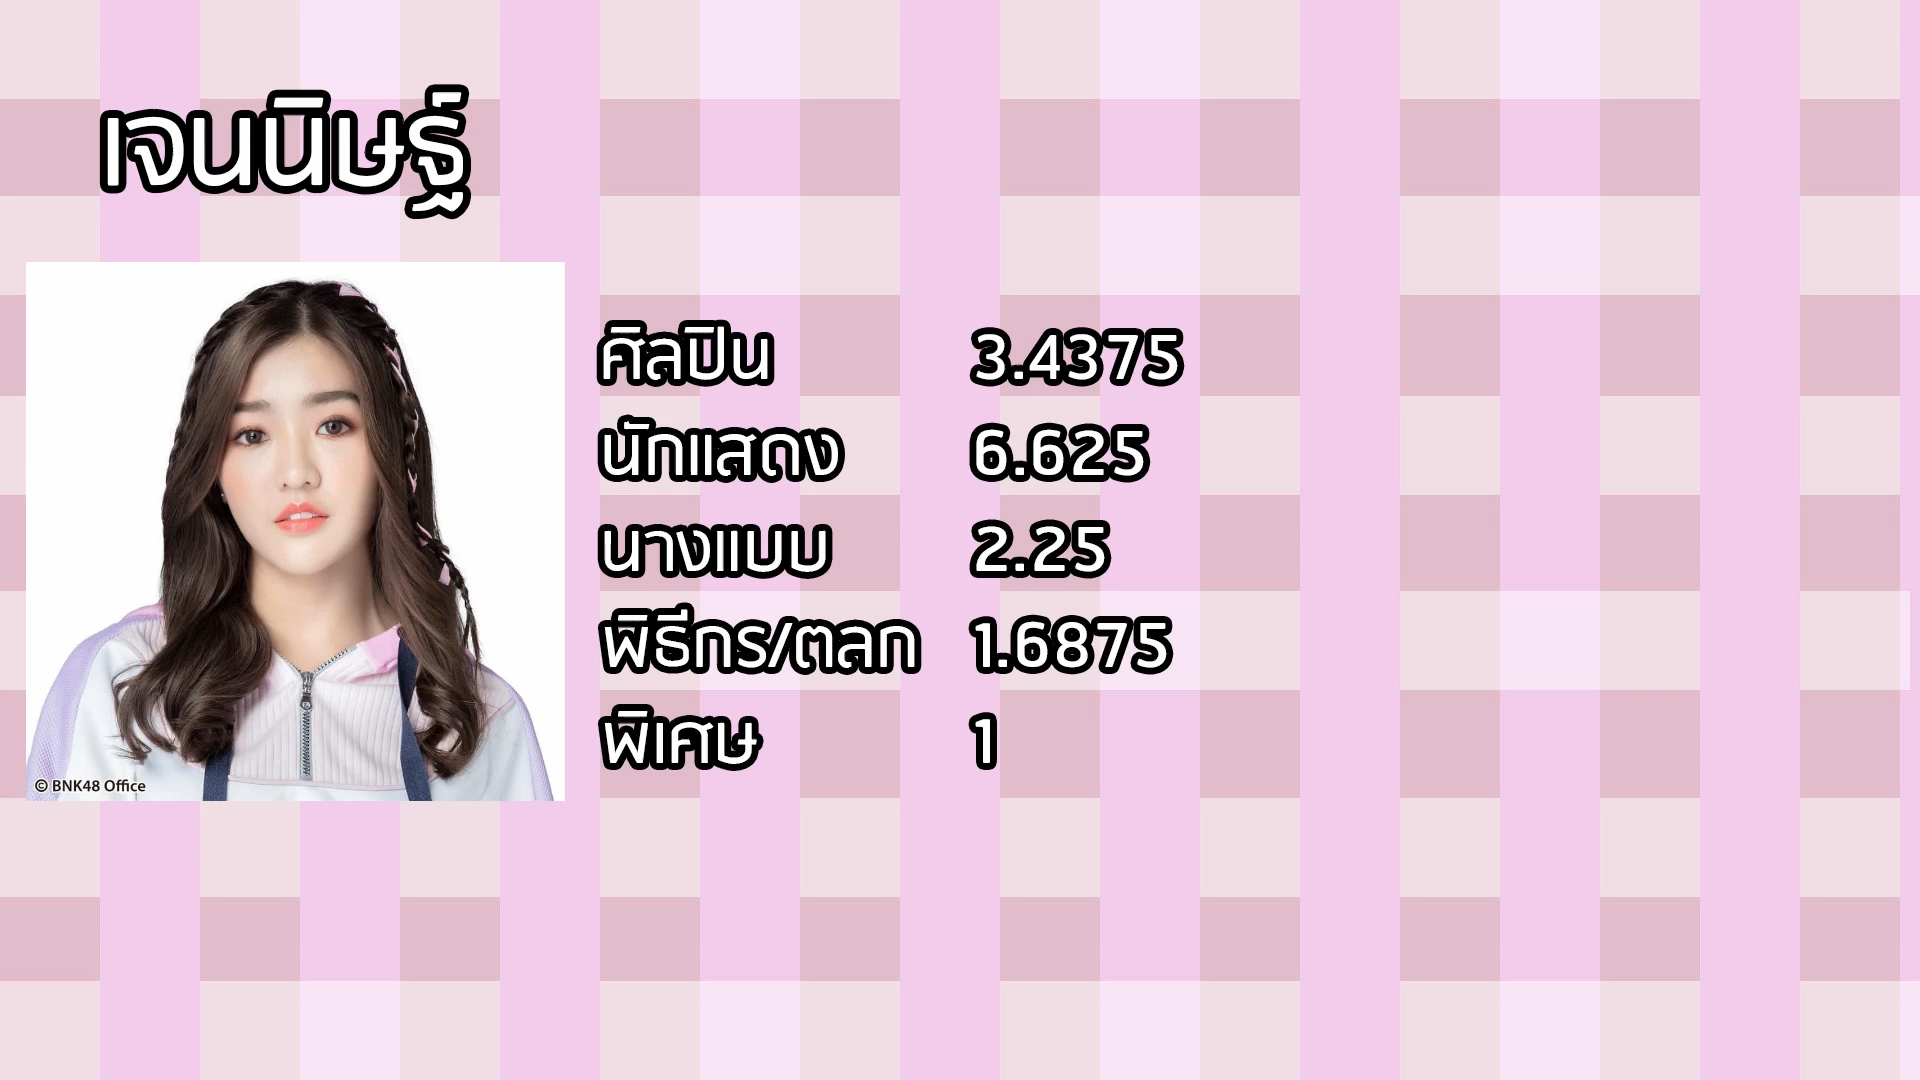 เจนนิษฐ์
ศิลปิน 3.4375
นักแสดง 6.625
นางแบบ 2.25
พิธีกร/ตลก 1.6875
พิเศษ 1
© BNK48 Office